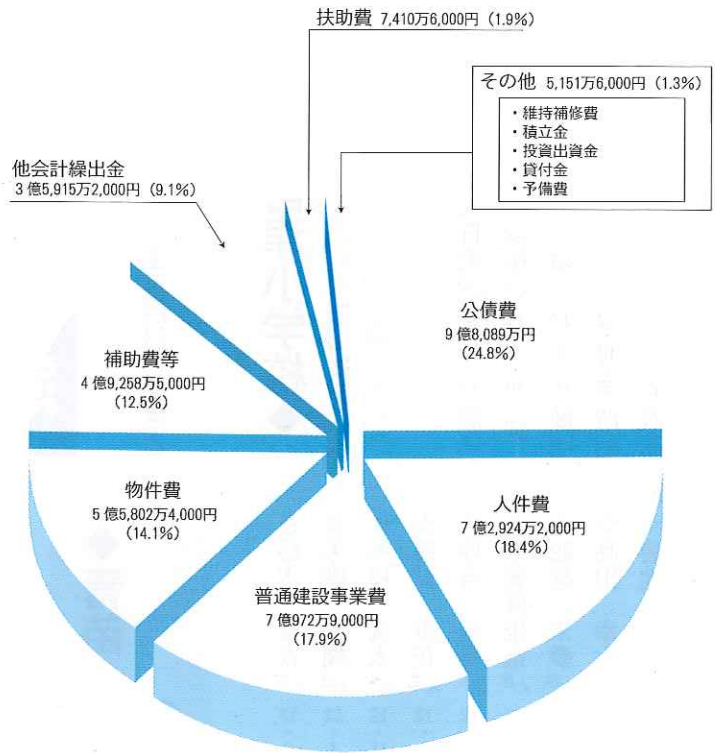 扶助費 7,410万6,000円（1.9%）
その他 5,151万6,000円（1.3%）
・維持補修費
・積立金
・投資出資金
・貸付金
・予備費
他会計繰出金
3億5,915万2,000円（9.1%）
公債費
9億8,089万円
（24.8%）
補助費等
4億9,258万5,000円
（12.5%）
物件費
5億5,802万4,000円
（14.1%）
人件費
7億2,924万2,000円
（18.4%）
普通建設事業費
7億972万9,000円
（17.9%）